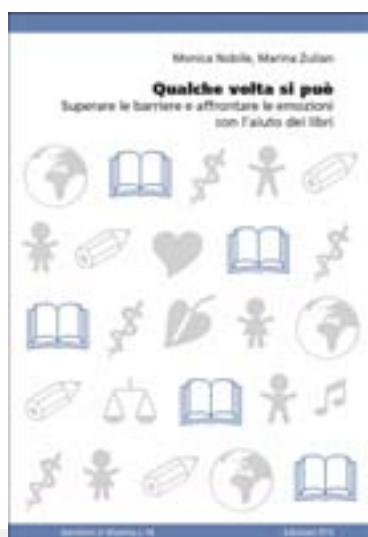 Monica Nobile, Marina Zulian
Qualche volta si può
Superare le barriere e affrontare le emozioni
con l'aiuto dei libri